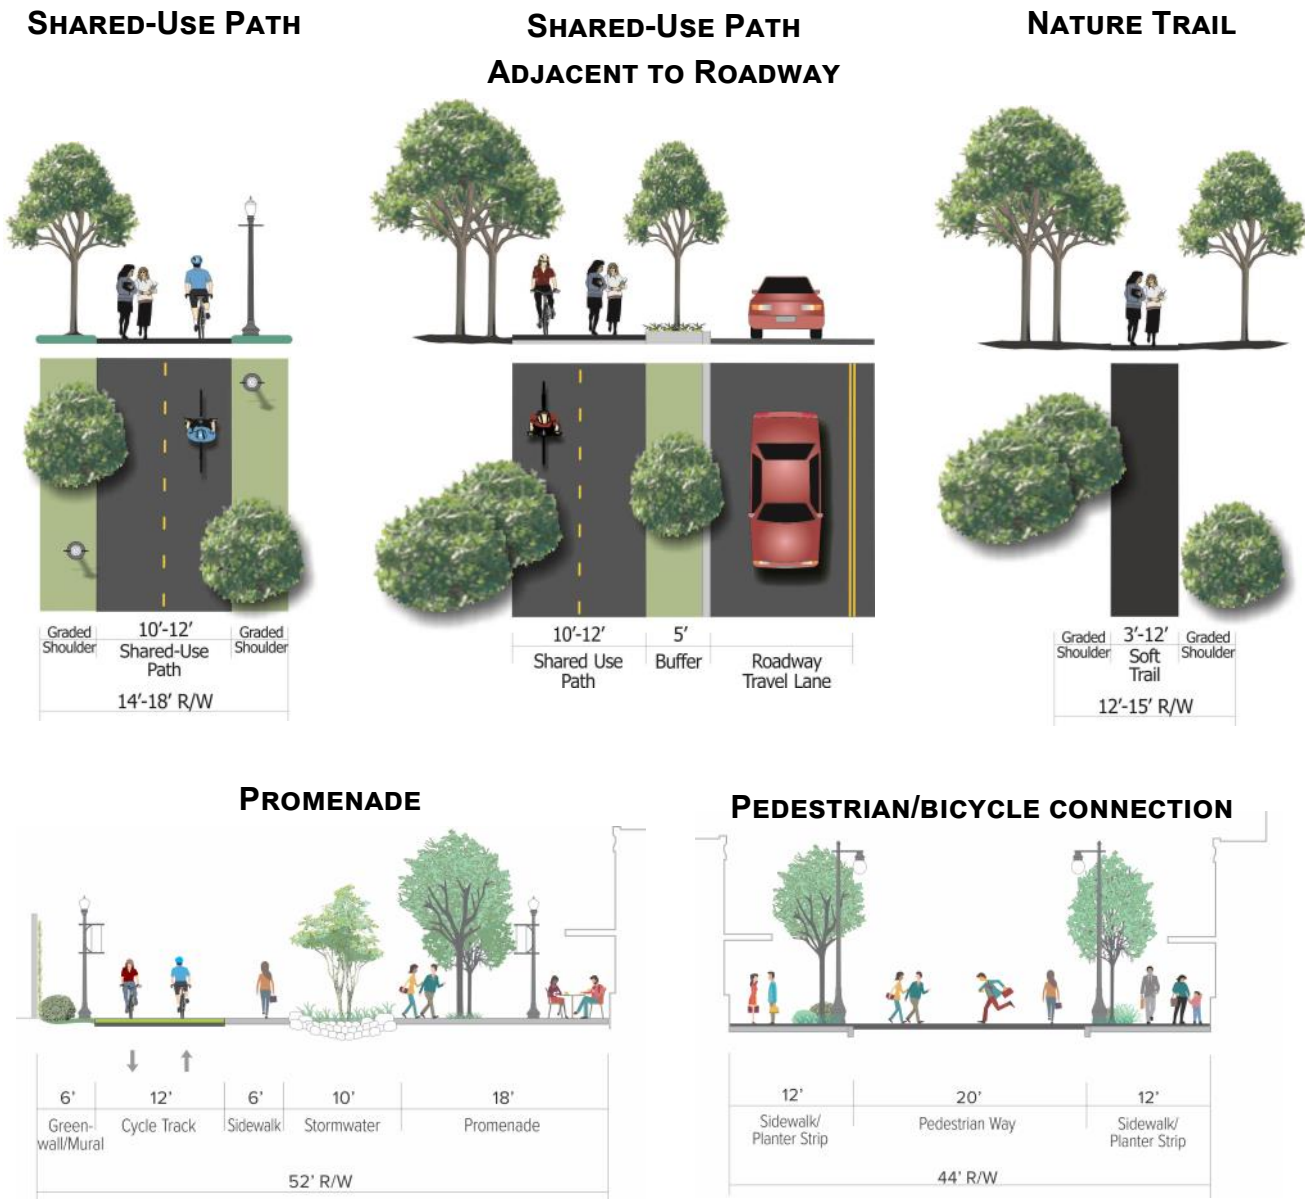 SHARED-USE PATH
SHARED-USE PATH
ADJACENT TO ROADWAY
NATURE TRAIL
Graded
Shoulder
10'-12'
Shared-Use
Path
Graded
Shoulder
14'-18' R/W
10'-12'
Shared Use
Path
5'
Buffer
Roadway
Travel Lane
Graded
Shoulder
3'-12'
Soft
Trail
Graded
Shoulder
12'-15' R/W
PROMENADE
6'
Green-
wall/Mural
12'
Cycle Track
6'
Sidewalk
10'
Stormwater
18'
Promenade
52' R/W
PEDESTRIAN/BICYCLE CONNECTION
12'
Sidewalk/
Planter Strip
20'
Pedestrian Way
12'
Sidewalk/
Planter Strip
44' R/W